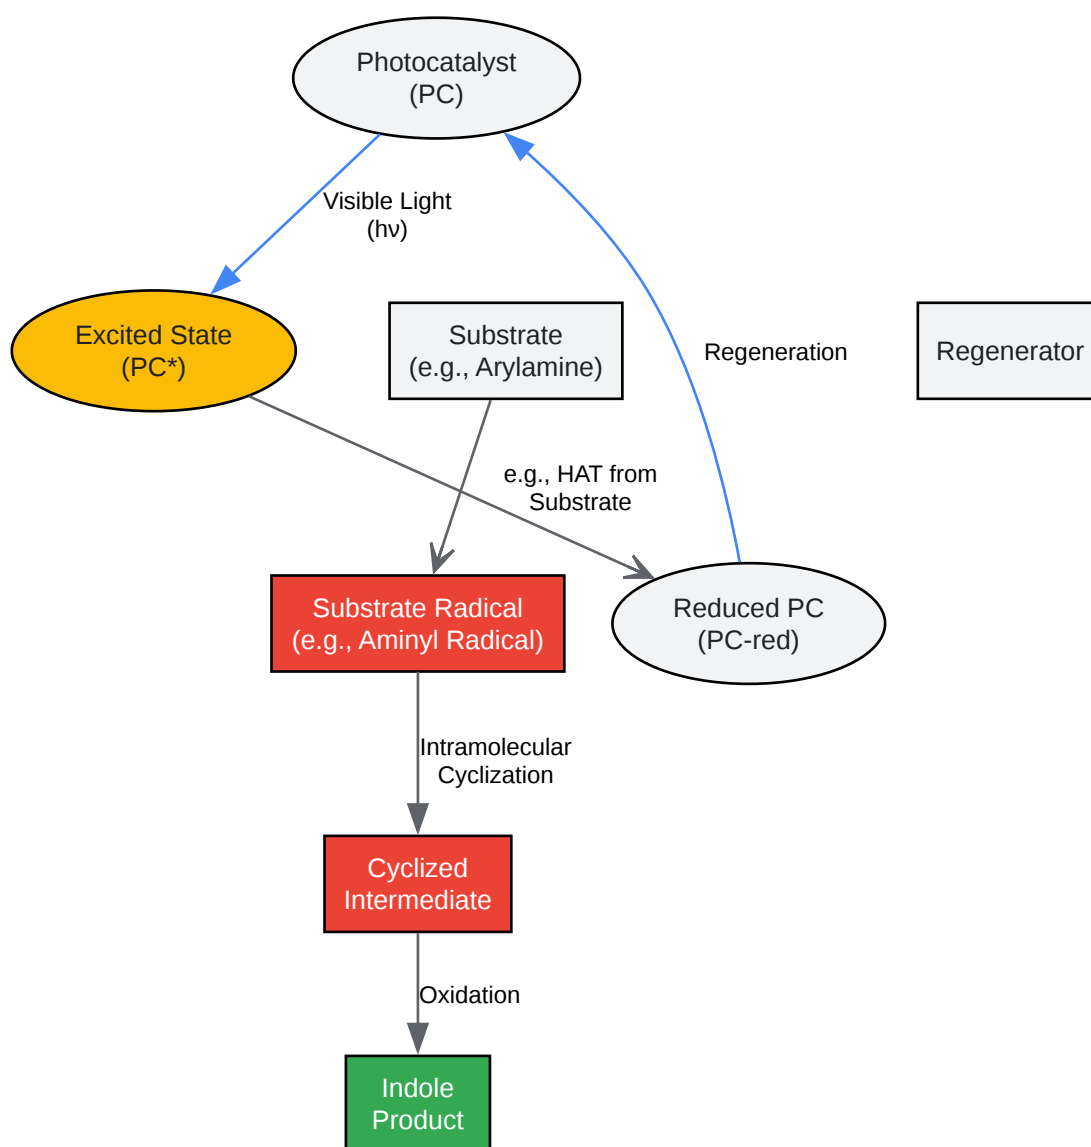 Photocatalyst
(PC)
Visible Light
(hν)
Excited State
(PC*)
Substrate
(e.g., Arylamine)
Regeneration
Regenerator
e.g., HAT from
Substrate
Substrate Radical
(e.g., Aminyl Radical)
Reduced PC
(PC-red)
Intramolecular
Cyclization
Cyclized
Intermediate
Oxidation
Indole
Product